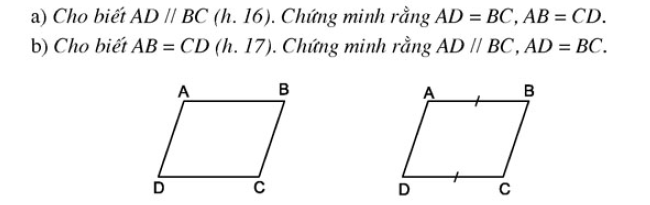 a) Cho biết AD // BC (h. 16). Chứng minh rằng AD = BC, AB = CD.
b) Cho biết AB = CD (h. 17). Chứng minh rằng AD // BC, AD = BC.
A B A B
D C D C